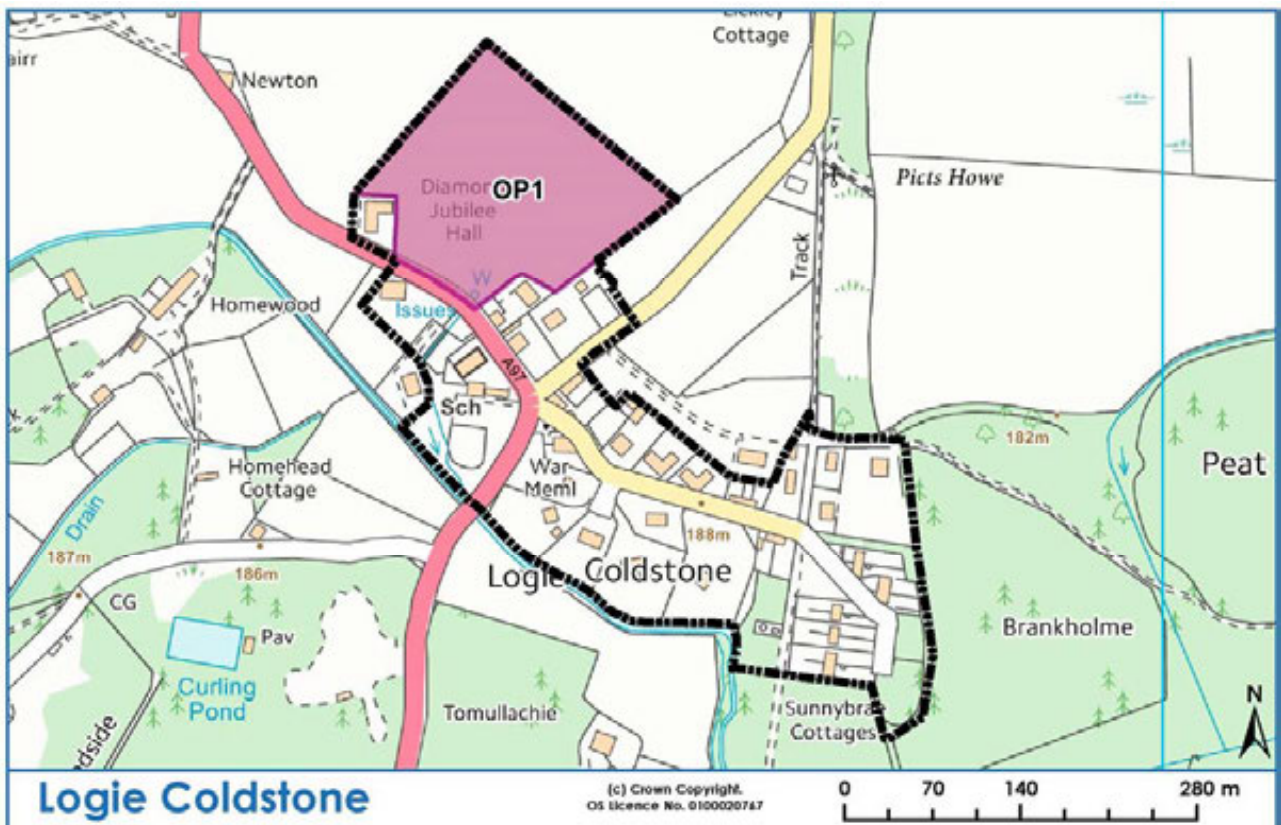 Cottage
Newton
Picts Howe
OP1
Diamon
Jubilee
Hall
W
Track
Homewood
Issues
A97
Sch
182m
Peat
Homehead
Cottage
War
Meml
Drain
188m
187m
186m
Logie Coldstone
CG
Pav
Brankholme
Curling
Pond
Tomullachie
Sunnybrae
Cottages
dside
N
Logie Coldstone
(c) Crown Copyright.
OS Licence No. 0100020767
0 70 140 280 m